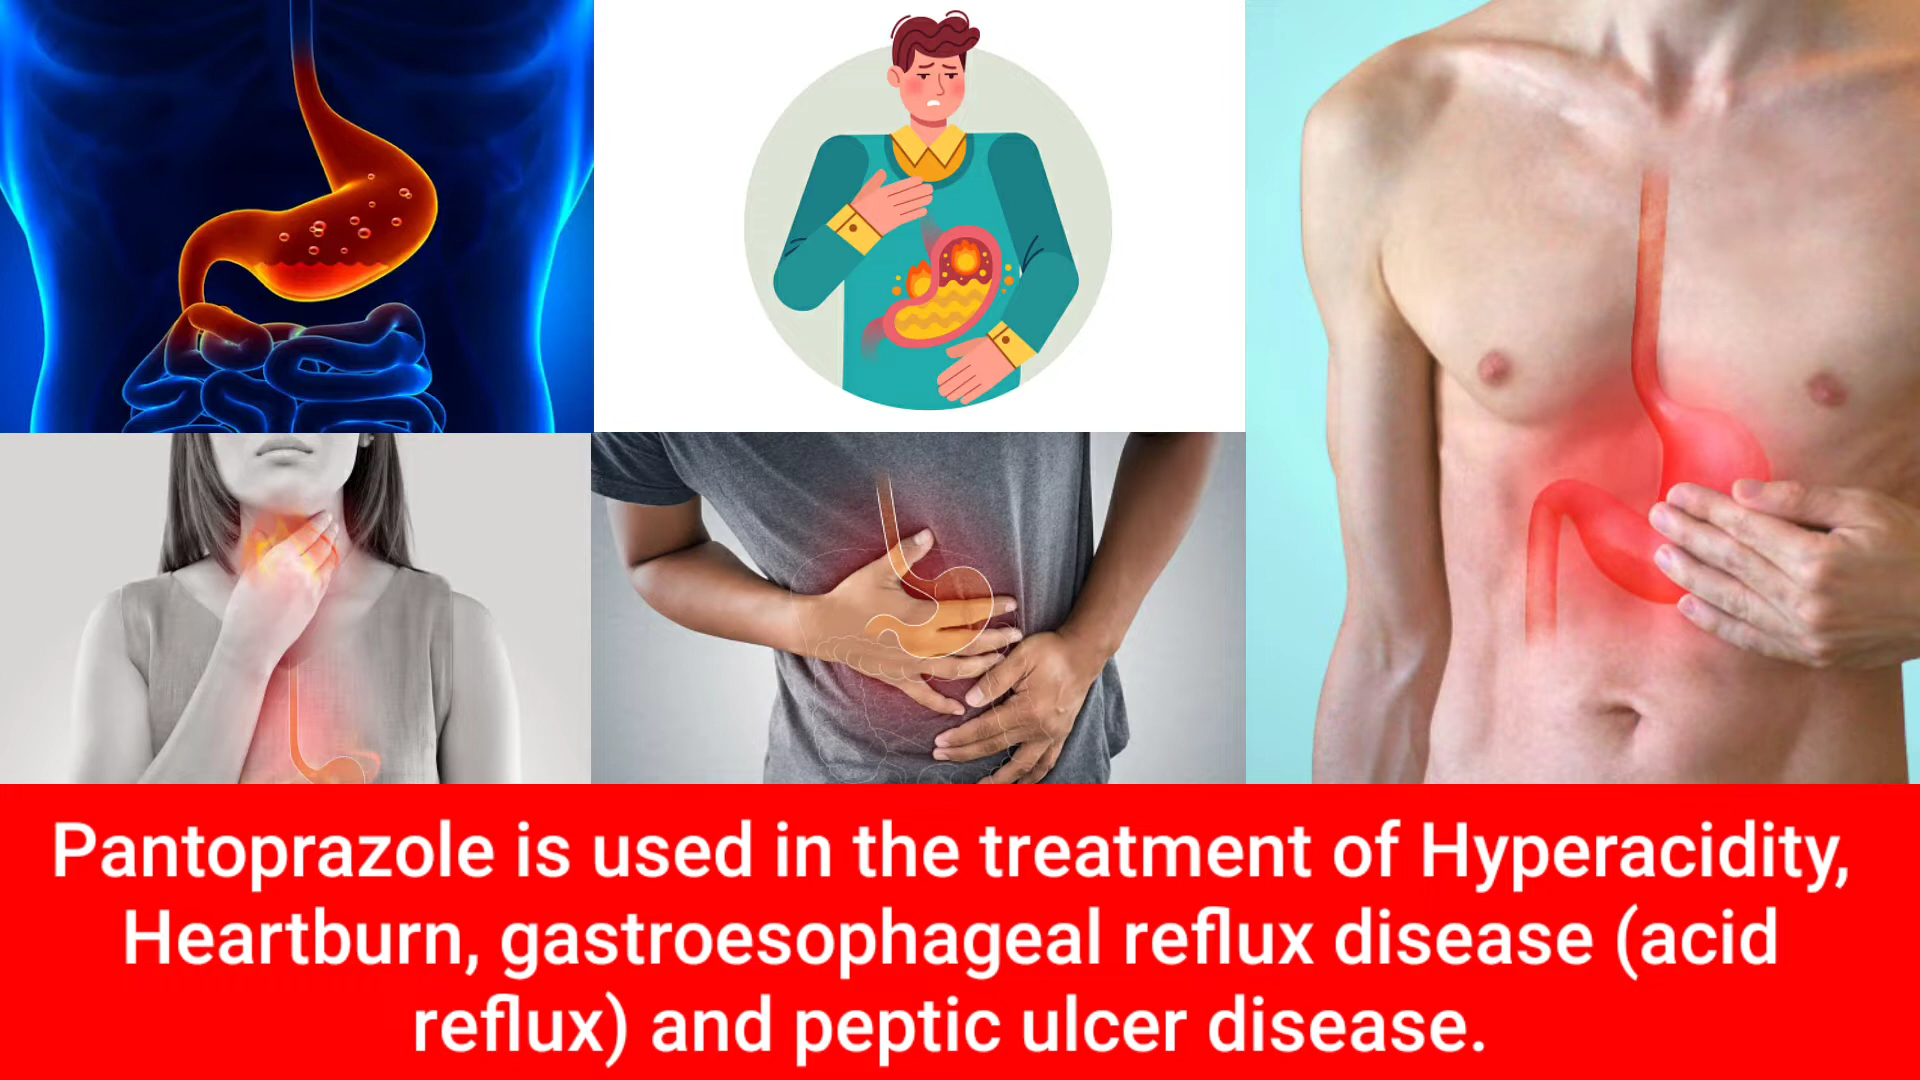 Pantoprazole is used in the treatment of Hyperacidity,
Heartburn, gastroesophageal reflux disease (acid
reflux) and peptic ulcer disease.